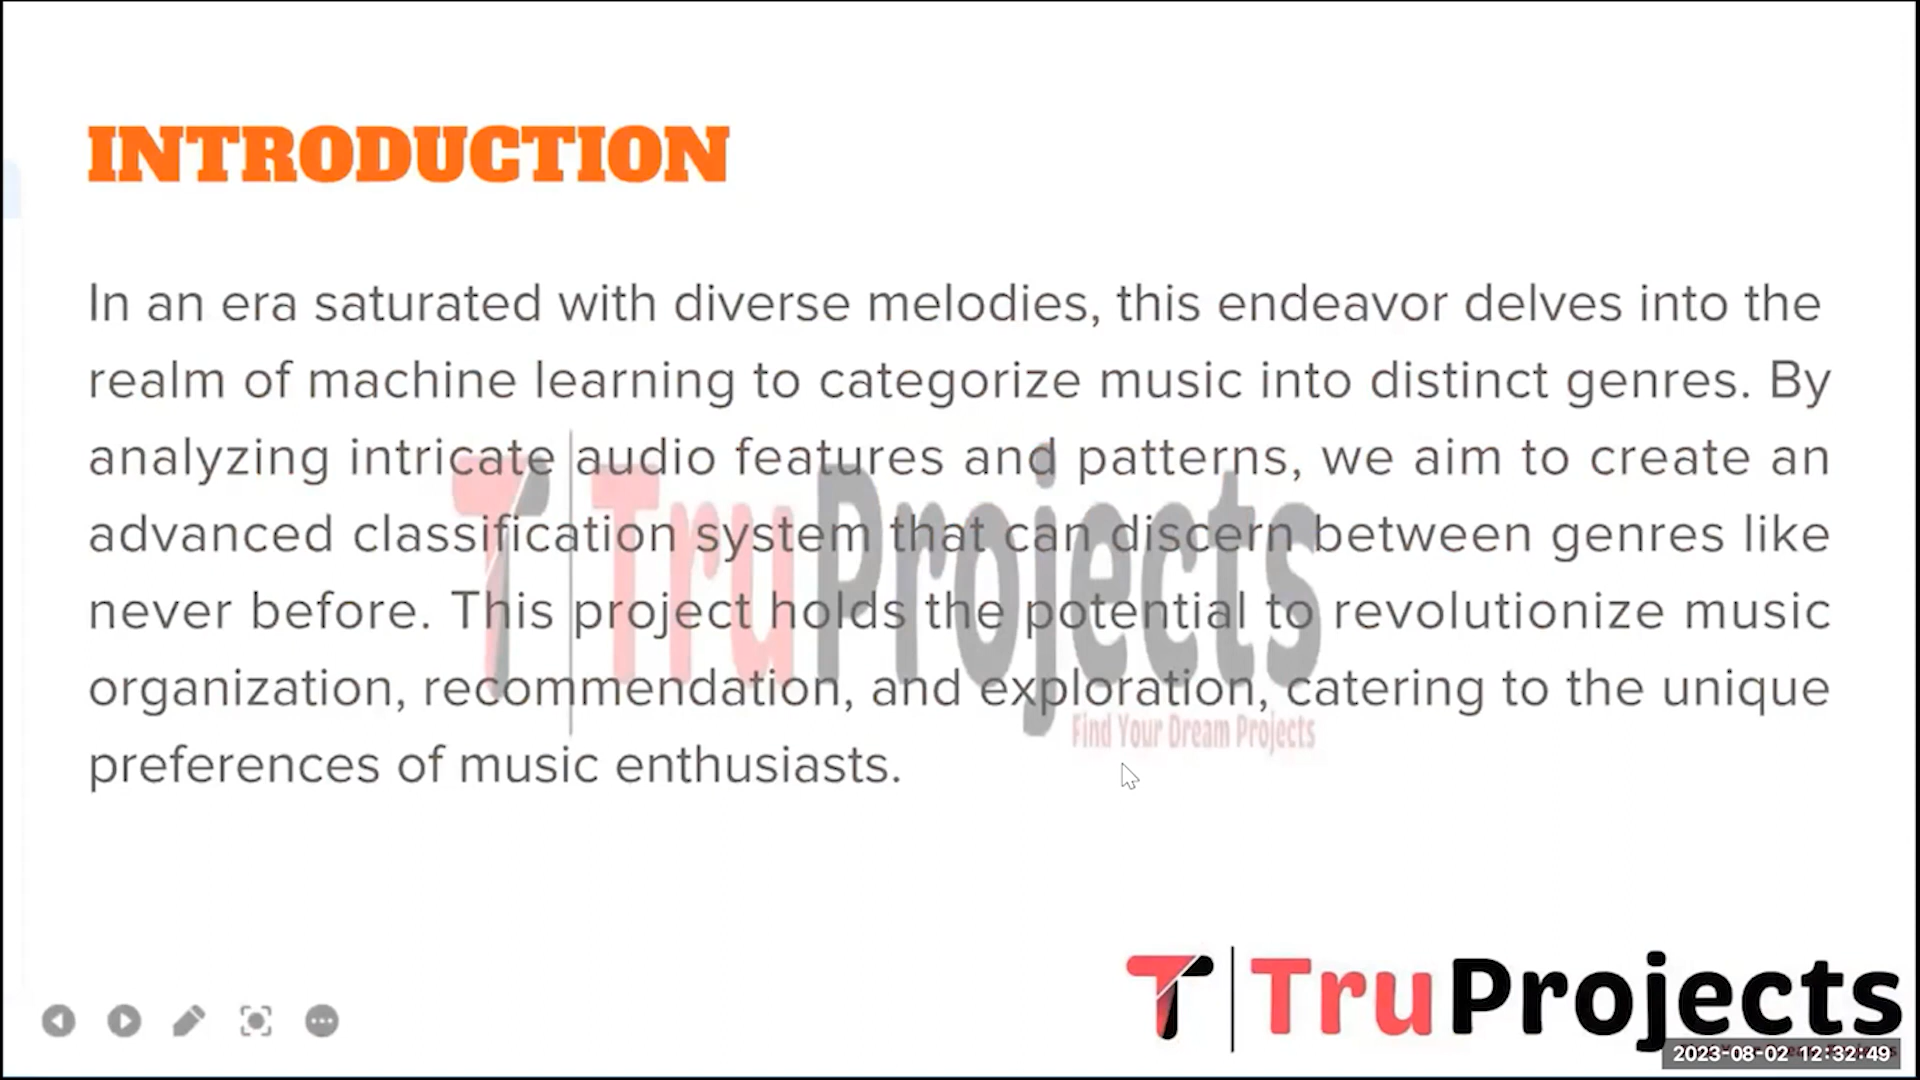 INTRODUCTION
In an era saturated with diverse melodies, this endeavor delves into the
realm of machine learning to categorize music into distinct genres. By
analyzing intricate audio features and patterns, we aim to create an
advanced classification system that can discern between genres like
never before. This project holds the potential to revolutionize music
organization, recommendation, and exploration, catering to the unique
preferences of music enthusiasts.
TruProjects
Find Your Dream Projects
TruProjects
2023-08-02 12:32:49